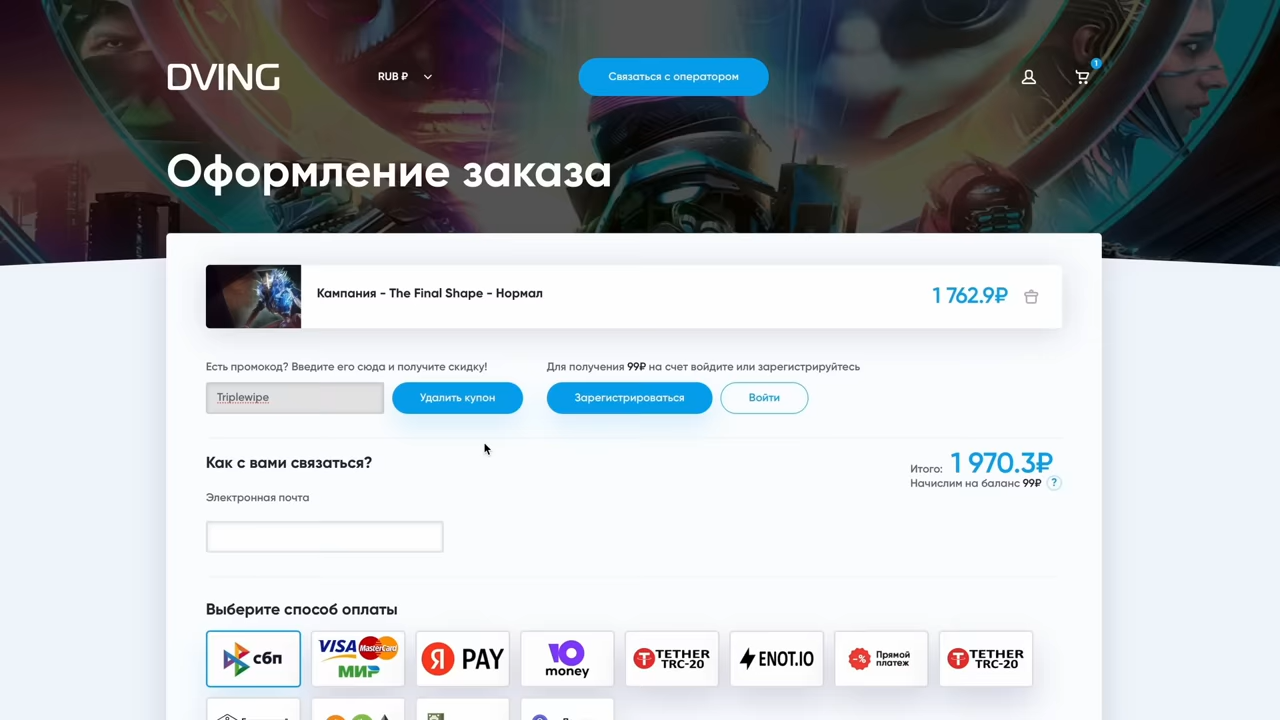 DVING
RUB ₽
Связаться с оператором
1
Оформление заказа
Кампания - The Final Shape - Нормал
1 762.9₽
Есть промокод? Введите его сюда и получите скидку!
Для получения 99₽ на счет войдите или зарегистрируйтесь
Triplewipe
Удалить купон
Зарегистрироваться
Войти
Как с вами связаться?
Итого: 1 970.3₽
Начислим на баланс 99₽ ?
Электронная почта
Выберите способ оплаты
сбп
VISA MasterCard
МИР
Я PAY
Ю
money
TETHER
TRC-20
ENOT.IO
-% Прямой
платеж
TETHER
TRC-20